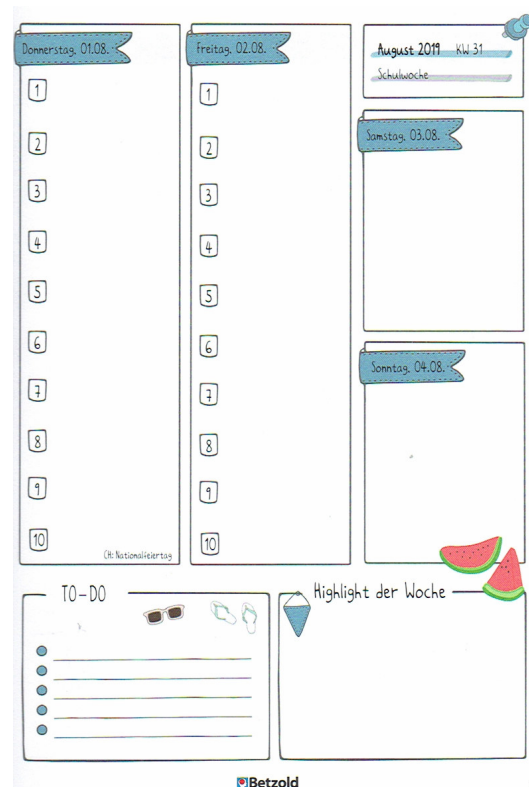 Donnerstag, 01.08.
1
2
3
4
5
6
7
8
9
10
CH: Nationalfeiertag
Freitag, 02.08.
1
2
3
4
5
6
7
8
9
10
August 2019 KW 31
Schulwoche
Samstag, 03.08.
Sonntag, 04.08.
TO-DO
Highlight der Woche
Betzold